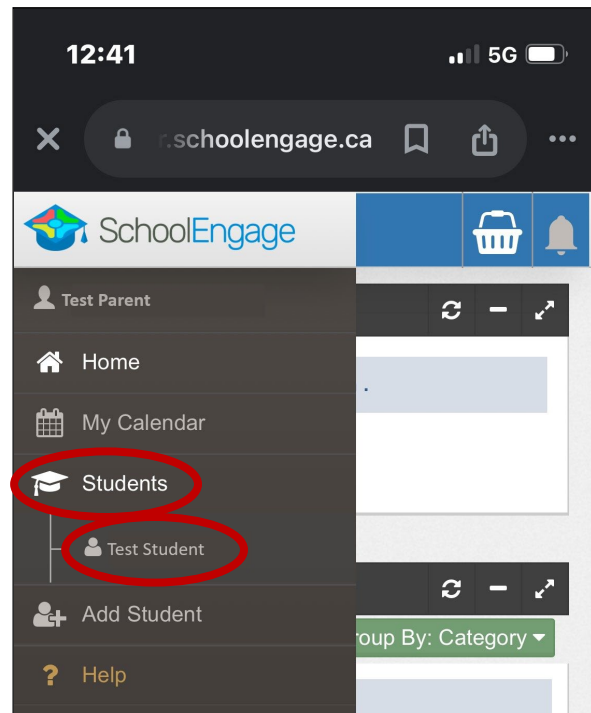 12:41
5G
r.schoolengage.ca
SchoolEngage
Test Parent
Home
.
My Calendar
Students
Test Student
Add Student
roup By: Category
? Help